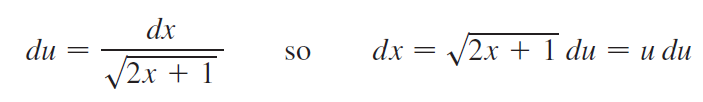 du = dx / √(2x + 1) so dx = √(2x + 1) du = u du